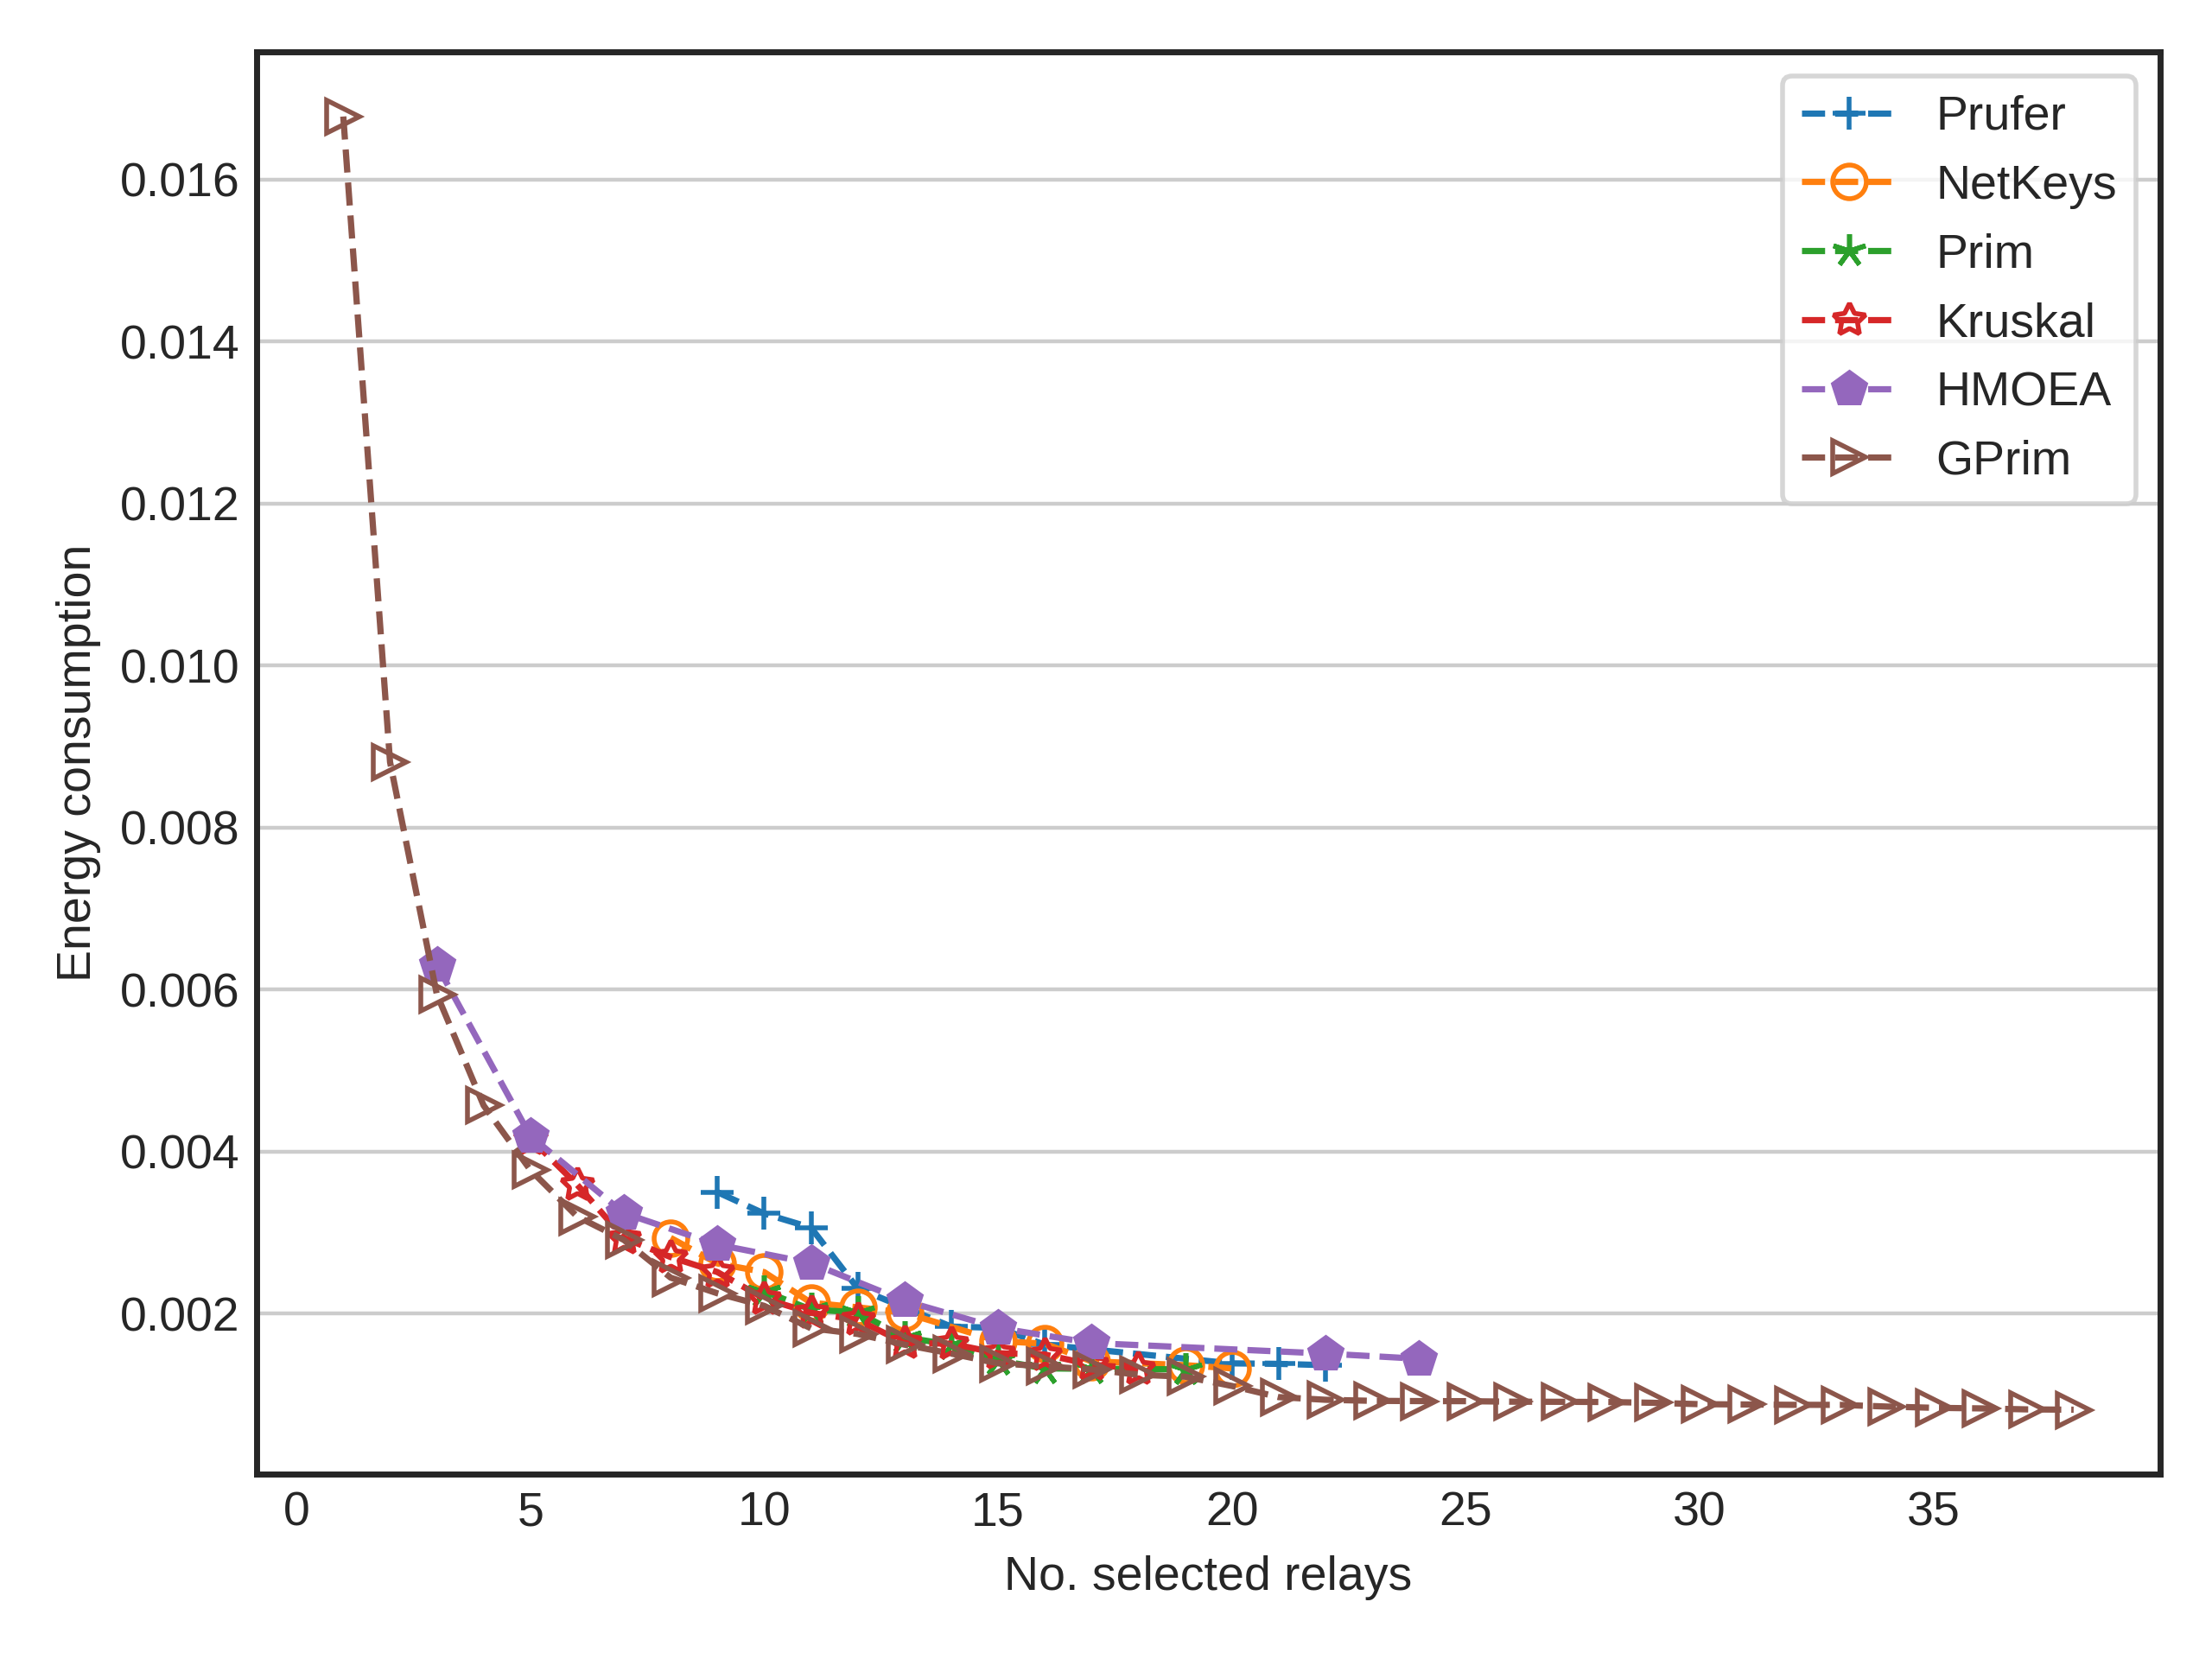 Prufer
NetKeys
Prim
Kruskal
HMOEA
GPrim
0.016
0.014
0.012
0.010
0.008
0.006
0.004
0.002
Energy consumption
0 5 10 15 20 25 30 35
No. selected relays